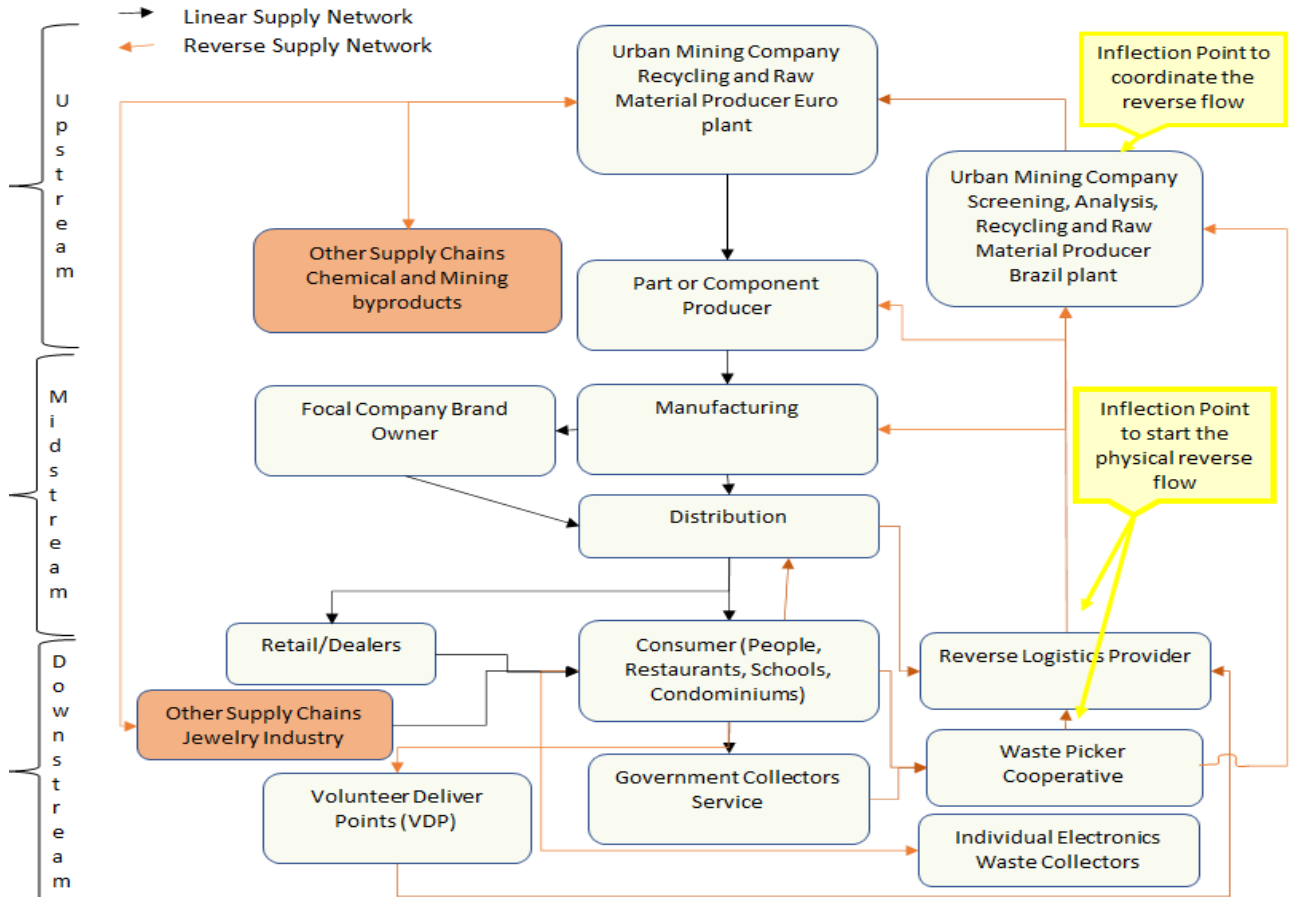 Linear Supply Network
Reverse Supply Network
Upstream
Urban Mining Company
Recycling and Raw
Material Producer Euro
plant
Inflection Point to
coordinate the
reverse flow
Urban Mining Company
Screening, Analysis,
Recycling and Raw
Material Producer
Brazil plant
Other Supply Chains
Chemical and Mining
byproducts
Part or Component
Producer
Midstream
Focal Company Brand
Owner
Manufacturing
Inflection Point
to start the
physical reverse
flow
Distribution
Downstream
Retail/Dealers
Consumer (People,
Restaurants, Schools,
Condominiums)
Reverse Logistics Provider
Other Supply Chains
Jewelry Industry
Government Collectors
Service
Waste Picker
Cooperative
Volunteer Deliver
Points (VDP)
Individual Electronics
Waste Collectors